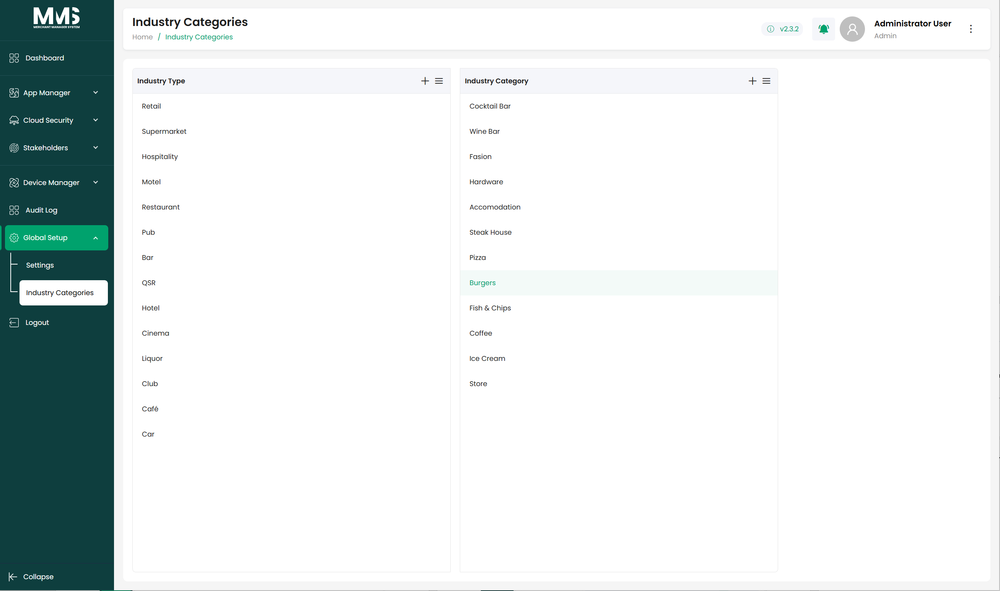 MMS
MERCHANT MANAGER SYSTEM
Dashboard
App Manager
Cloud Security
Stakeholders
Device Manager
Audit Log
Global Setup
Settings
Industry Categories
Logout
Collapse
Industry Categories
Home / Industry Categories
v2.3.2
Administrator User
Admin
Industry Type
Retail
Supermarket
Hospitality
Motel
Restaurant
Pub
Bar
QSR
Hotel
Cinema
Liquor
Club
Café
Car
Industry Category
Cocktail Bar
Wine Bar
Fasion
Hardware
Accomodation
Steak House
Pizza
Burgers
Fish & Chips
Coffee
Ice Cream
Store